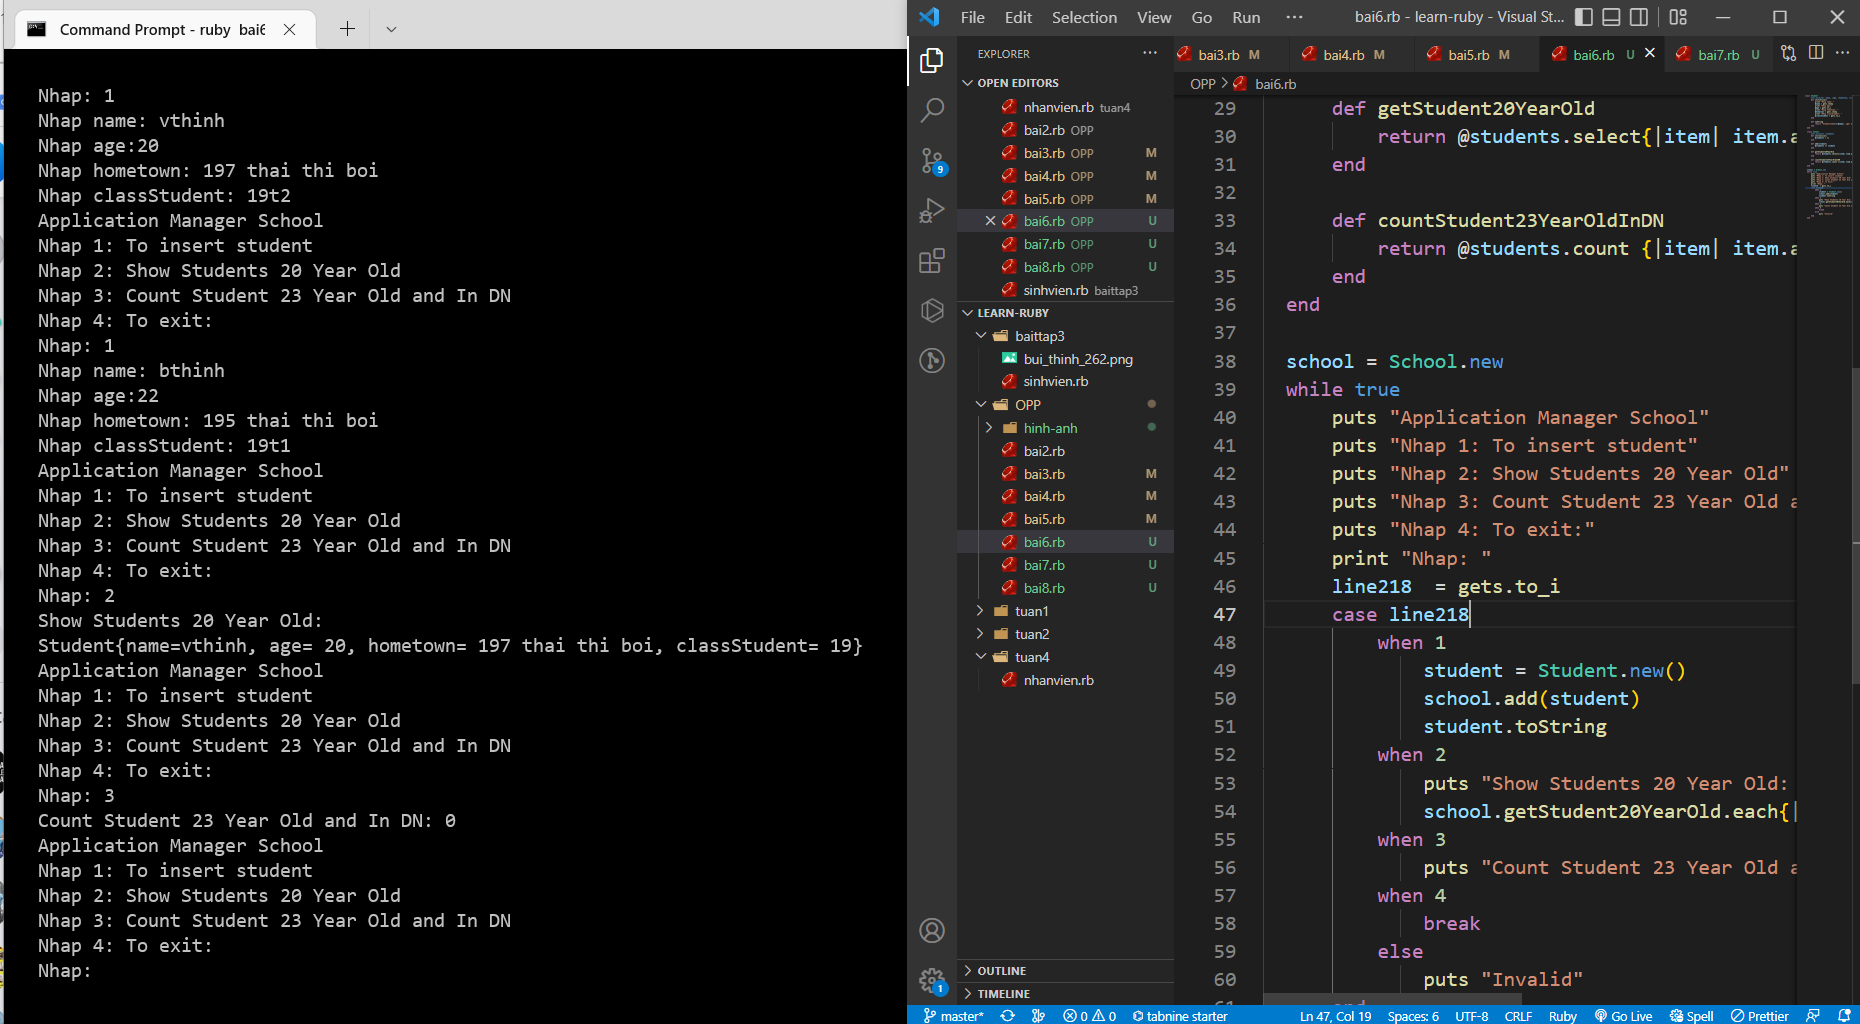 Command Prompt - ruby bai6
Nhap: 1
Nhap name: vthinh
Nhap age:20
Nhap hometown: 197 thai thi boi
Nhap classStudent: 19t2
Application Manager School
Nhap 1: To insert student
Nhap 2: Show Students 20 Year Old
Nhap 3: Count Student 23 Year Old and In DN
Nhap 4: To exit:
Nhap: 1
Nhap name: bthinh
Nhap age:22
Nhap hometown: 195 thai thi boi
Nhap classStudent: 19t1
Application Manager School
Nhap 1: To insert student
Nhap 2: Show Students 20 Year Old
Nhap 3: Count Student 23 Year Old and In DN
Nhap 4: To exit:
Nhap: 2
Show Students 20 Year Old:
Student{name=vthinh, age= 20, hometown= 197 thai thi boi, classStudent= 19}
Application Manager School
Nhap 1: To insert student
Nhap 2: Show Students 20 Year Old
Nhap 3: Count Student 23 Year Old and In DN
Nhap 4: To exit:
Nhap: 3
Count Student 23 Year Old and In DN: 0
Application Manager School
Nhap 1: To insert student
Nhap 2: Show Students 20 Year Old
Nhap 3: Count Student 23 Year Old and In DN
Nhap 4: To exit:
Nhap:
File Edit Selection View Go Run ··· bai6.rb - learn-ruby - Visual St...
EXPLORER ···
OPEN EDITORS
nhanvien.rb tuan4
bai2.rb OPP
bai3.rb OPP M
bai4.rb OPP M
bai5.rb OPP M
bai6.rb OPP U
bai7.rb OPP U
bai8.rb OPP U
sinhvien.rb baittap3
LEARN-RUBY
baittap3
bui_thinh_262.png
sinhvien.rb
OPP
hinh-anh
bai2.rb
bai3.rb M
bai4.rb M
bai5.rb M
bai6.rb U
bai7.rb U
bai8.rb U
tuan1
tuan2
tuan4
nhanvien.rb
OUTLINE
TIMELINE
9
1
bai3.rb M bai4.rb M bai5.rb M bai6.rb U bai7.rb U ···
OPP > bai6.rb
29 def getStudent20YearOld
30 return @students.select{|item| item.a
31 end
32
33 def countStudent23YearOldInDN
34 return @students.count {|item| item.a
35 end
36 end
37
38 school = School.new
39 while true
40 puts "Application Manager School"
41 puts "Nhap 1: To insert student"
42 puts "Nhap 2: Show Students 20 Year Old"
43 puts "Nhap 3: Count Student 23 Year Old a
44 puts "Nhap 4: To exit:"
45 print "Nhap: "
46 line218  = gets.to_i
47 case line218
48 when 1
49 student = Student.new()
50 school.add(student)
51 student.toString
52 when 2
53 puts "Show Students 20 Year Old:
54 school.getStudent20YearOld.each{|
55 when 3
56 puts "Count Student 23 Year Old a
57 when 4
58 break
59 else
60 puts "Invalid"
61 end
master* 0 0 tabnine starter Ln 47, Col 19 Spaces: 6 UTF-8 CRLF Ruby Go Live Spell Prettier